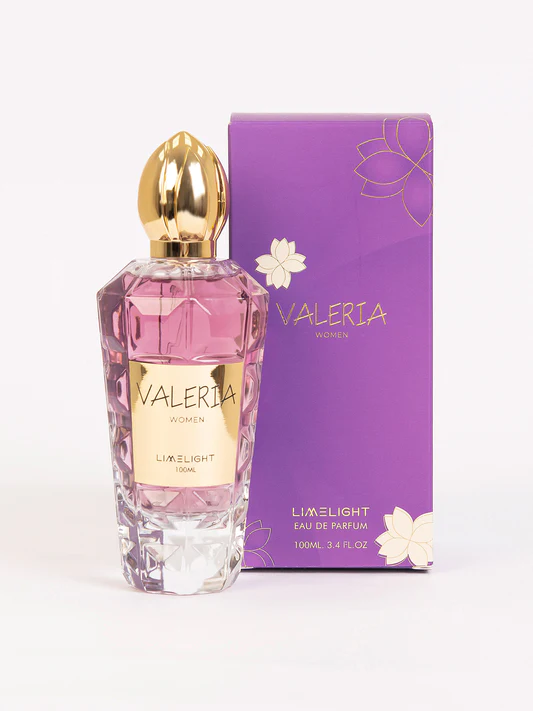 VALERIA
WOMEN
LIMELIGHT
100ML
VALERIA
WOMEN
LIMELIGHT
EAU DE PARFUM
100ML. 3.4 FL.OZ